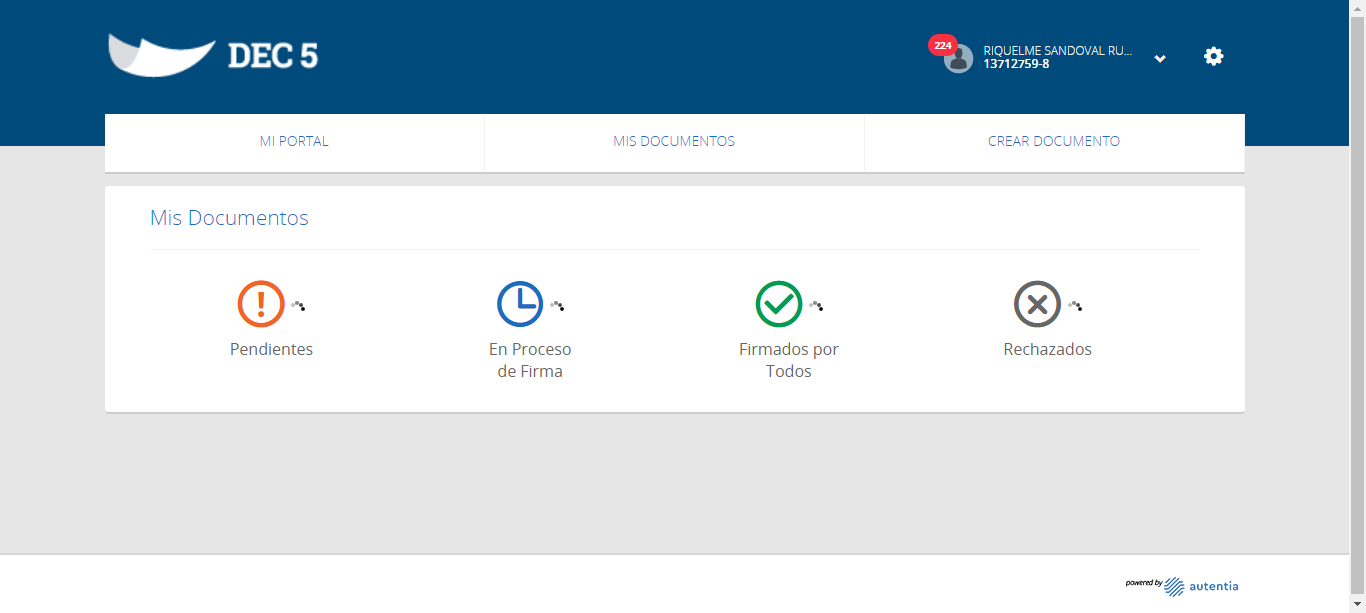 DEC 5
224
RIQUELME SANDOVAL RU...
13712759-8
MI PORTAL
MIS DOCUMENTOS
CREAR DOCUMENTO
Mis Documentos
Pendientes
En Proceso
de Firma
Firmados por
Todos
Rechazados
powered by autentia